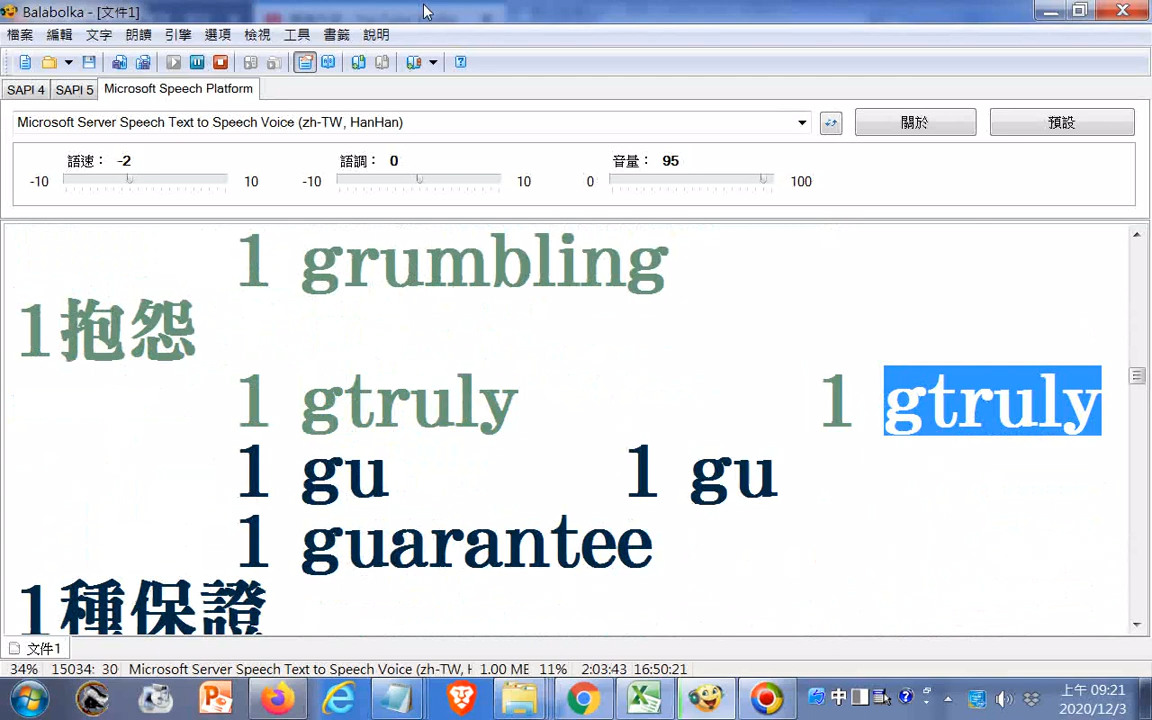 Balabolka - [文件1]
檔案 編輯 文字 朗讀 引擎 選項 檢視 工具 書籤 說明
SAPI 4 SAPI 5 Microsoft Speech Platform
Microsoft Server Speech Text to Speech Voice (zh-TW, HanHan) 關於 預設
語速: -2 語調: 0 音量: 95
-10 10 -10 10 0 100
1 grumbling
1抱怨
1 gtruly 1 gtruly
1 gu 1 gu
1 guarantee
1種保證
文件1
34% 15034: 30 Microsoft Server Speech Text to Speech Voice (zh-TW, H 1.00 ME 11% 2:03:43 16:50:21
中 上午 09:21
2020/12/3